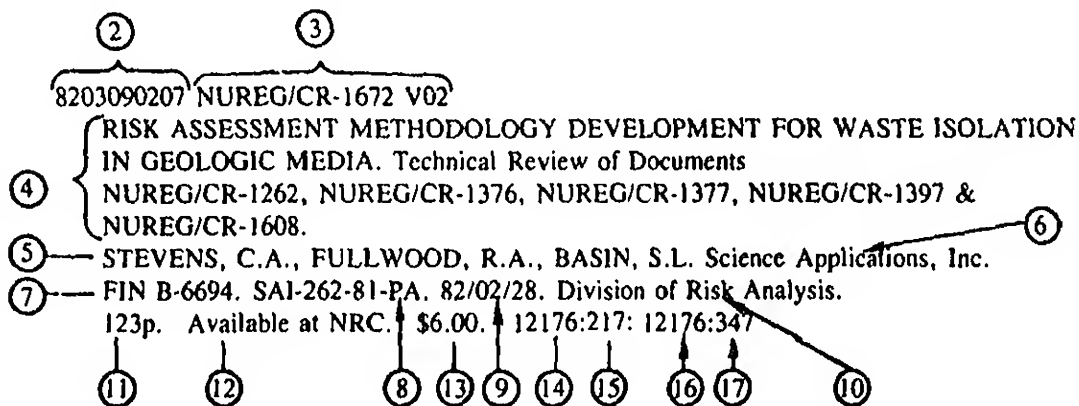 2 3
8203090207 NUREG/CR-1672 V02
RISK ASSESSMENT METHODOLOGY DEVELOPMENT FOR WASTE ISOLATION
IN GEOLOGIC MEDIA. Technical Review of Documents
4 NUREG/CR-1262, NUREG/CR-1376, NUREG/CR-1377, NUREG/CR-1397 &
NUREG/CR-1608.
6
5 STEVENS, C.A., FULLWOOD, R.A., BASIN, S.L. Science Applications, Inc.
7 FIN B-6694. SAI-262-81-PA. 82/02/28. Division of Risk Analysis.
123p. Available at NRC. $6.00. 12176:217: 12176:347
11 12 8 13 9 14 15 16 17 10